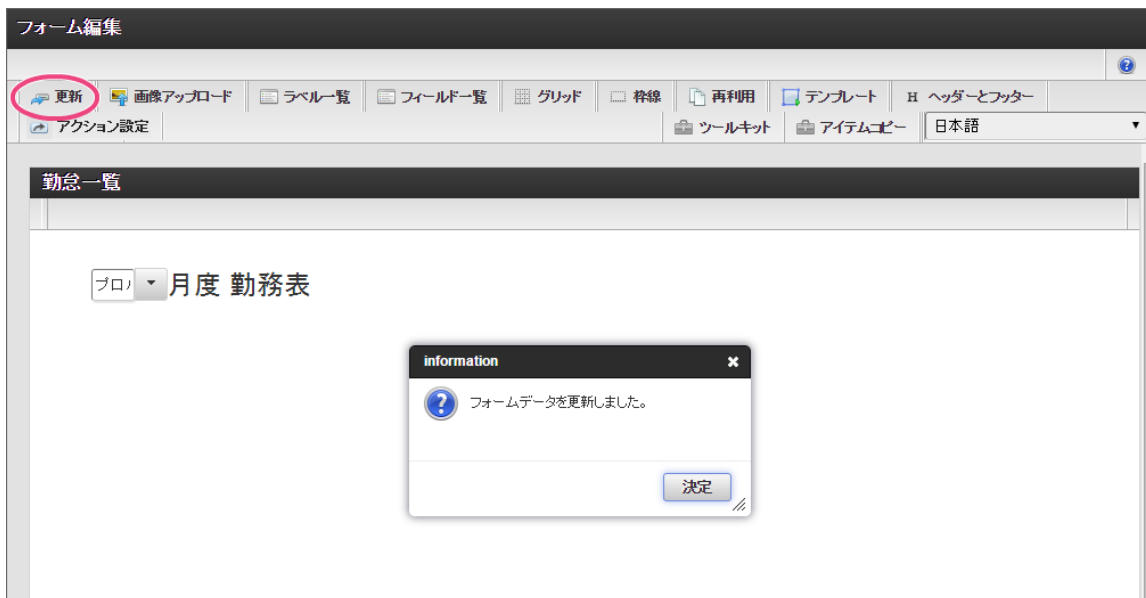 フォーム編集
更新 画像アップロード ラベル一覧 フィールド一覧 グリッド 枠線 再利用 テンプレート H ヘッダーとフッター
アクション設定 ツールキット アイテムコピー 日本語
勤怠一覧
プロパ 月度 勤務表
information
フォームデータを更新しました。
決定